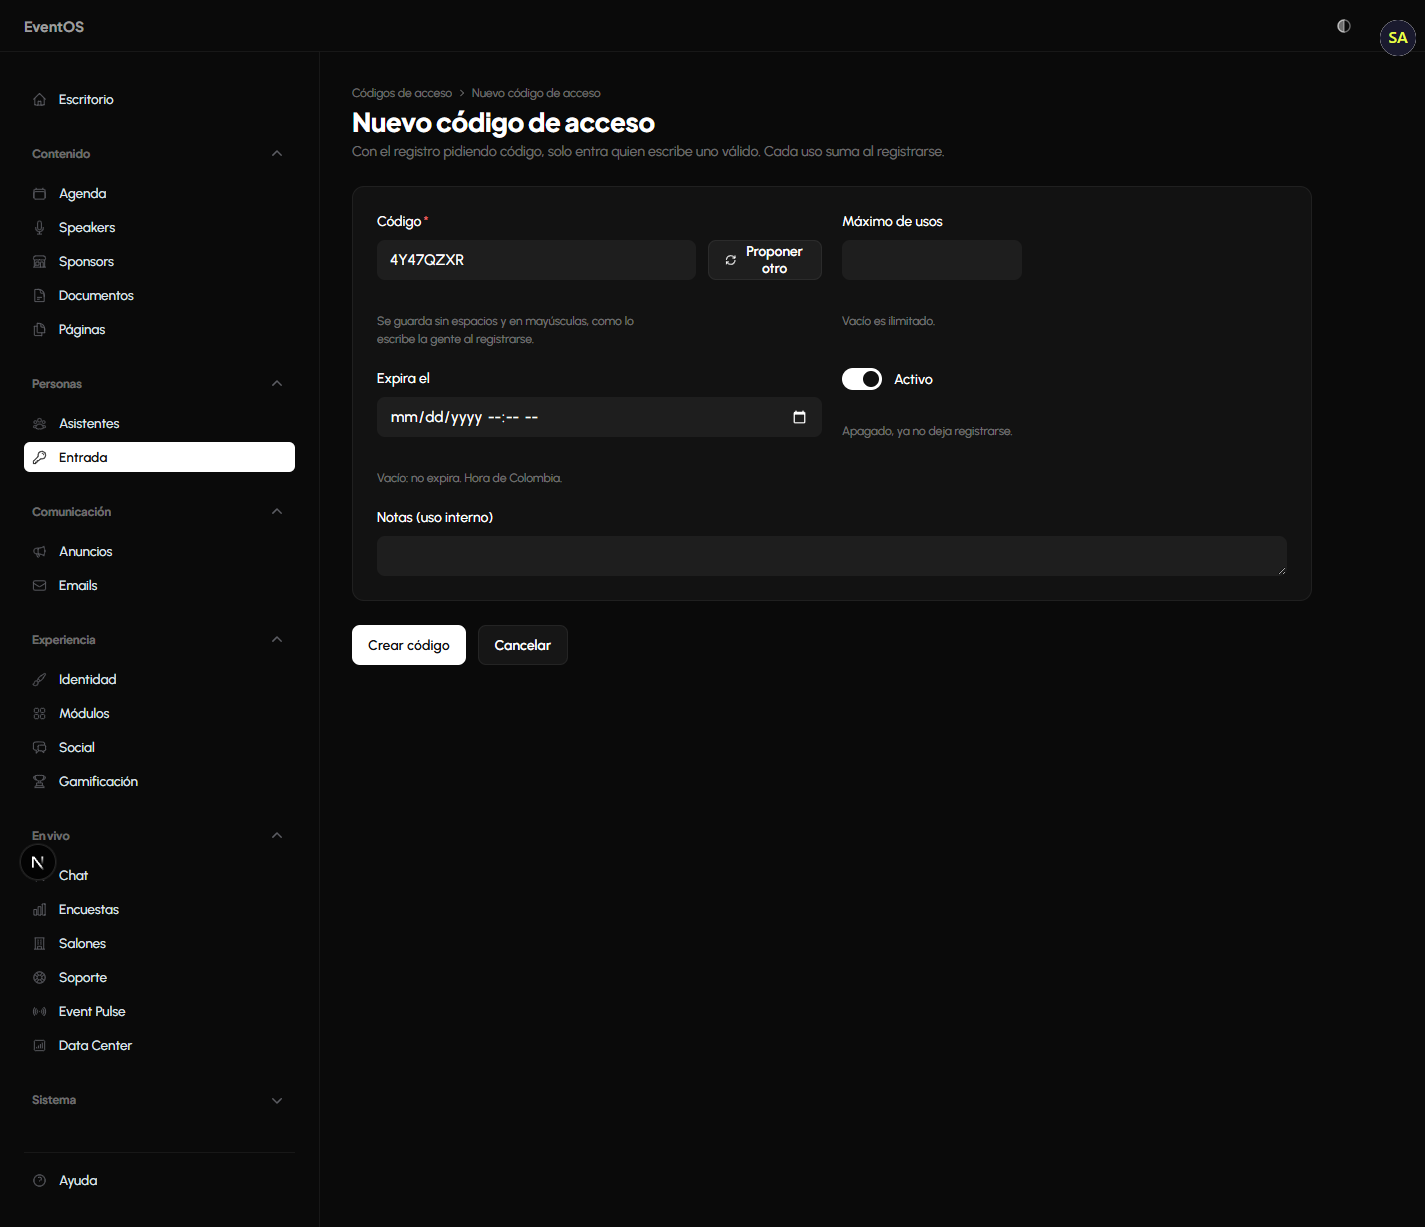 EventOS
SA
Escritorio
Contenido
Agenda
Speakers
Sponsors
Documentos
Páginas
Personas
Asistentes
Entrada
Comunicación
Anuncios
Emails
Experiencia
Identidad
Módulos
Social
Gamificación
En vivo
N
Chat
Encuestas
Salones
Soporte
Event Pulse
Data Center
Sistema
Ayuda
Códigos de acceso > Nuevo código de acceso
Nuevo código de acceso
Con el registro pidiendo código, solo entra quien escribe uno válido. Cada uso suma al registrarse.
Código*
4Y47QZXR
Proponer
otro
Se guarda sin espacios y en mayúsculas, como lo
escribe la gente al registrarse.
Máximo de usos
Vacío es ilimitado.
Expira el
mm/dd/yyyy --:-- --
Vacío: no expira. Hora de Colombia.
Activo
Apagado, ya no deja registrarse.
Notas (uso interno)
Crear código
Cancelar